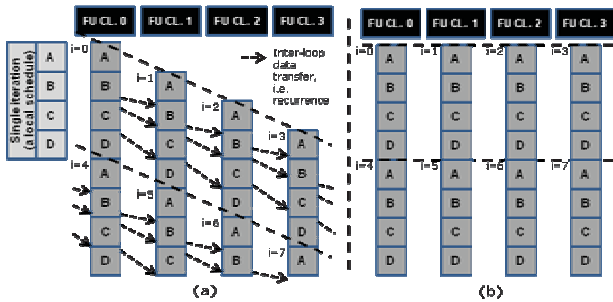 FU CL. 0 FU CL. 1 FU CL. 2 FU CL. 3
Single iteration
(a local schedule)
A
B
C
D
i=0
A
B
C
D
i=4
A
B
C
D
i=1
A
B
C
D
i=5
A
B
C
i=2
A
B
C
D
i=6
A
B
i=3
A
B
C
D
i=7
A
Inter-loop
data
transfer,
i.e.
recurrence
(a)
FU CL. 0 FU CL. 1 FU CL. 2 FU CL. 3
i=0 i=1 i=2 i=3
A A A A
B B B B
C C C C
D D D D
i=4 i=5 i=6 i=7
A A A A
B B B B
C C C C
D D D D
(b)